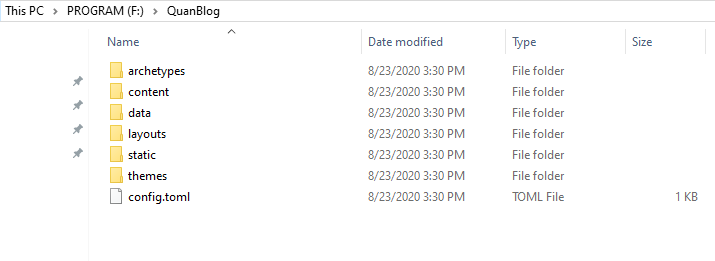 This PC > PROGRAM (F:) > QuanBlog
Name Date modified Type Size
archetypes 8/23/2020 3:30 PM File folder
content 8/23/2020 3:30 PM File folder
data 8/23/2020 3:30 PM File folder
layouts 8/23/2020 3:30 PM File folder
static 8/23/2020 3:30 PM File folder
themes 8/23/2020 3:30 PM File folder
config.toml 8/23/2020 3:30 PM TOML File 1 KB